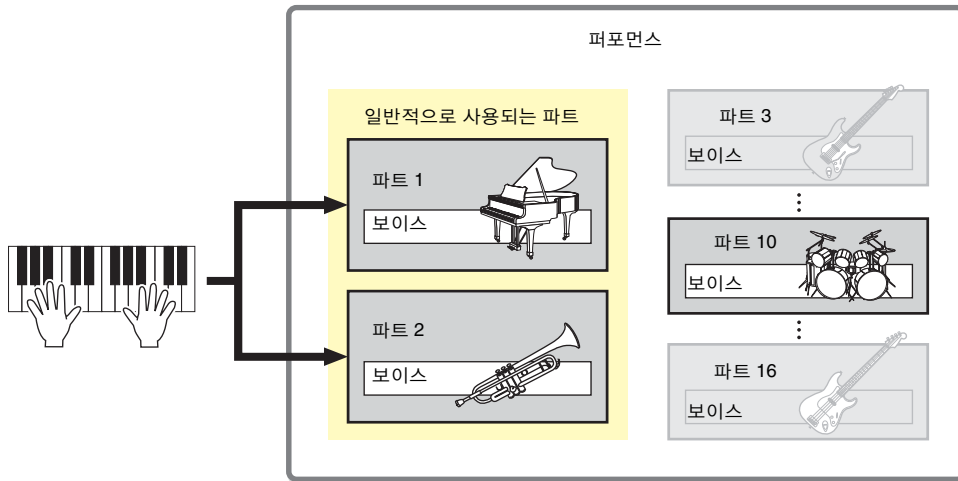 퍼포먼스
일반적으로 사용되는 파트
파트 1
보이스
파트 2
보이스
파트 3
보이스
파트 10
보이스
파트 16
보이스